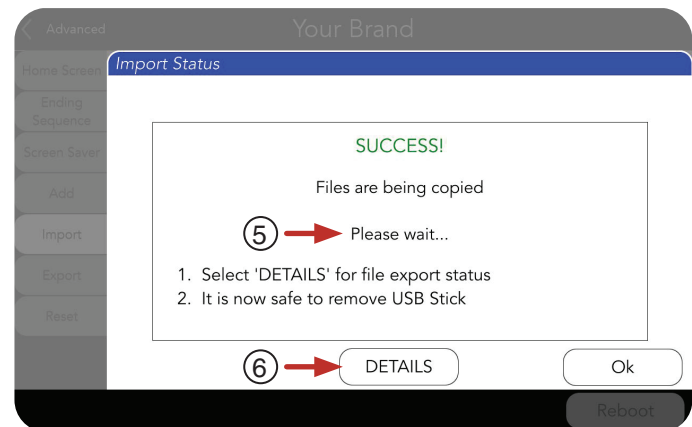 Advanced
Your Brand
Home Screen
Import Status
Ending
Sequence
Screen Saver
Add
Import
Export
Reset
SUCCESS!
Files are being copied
5
Please wait...
1. Select 'DETAILS' for file export status
2. It is now safe to remove USB Stick
6
DETAILS
Ok
Reboot